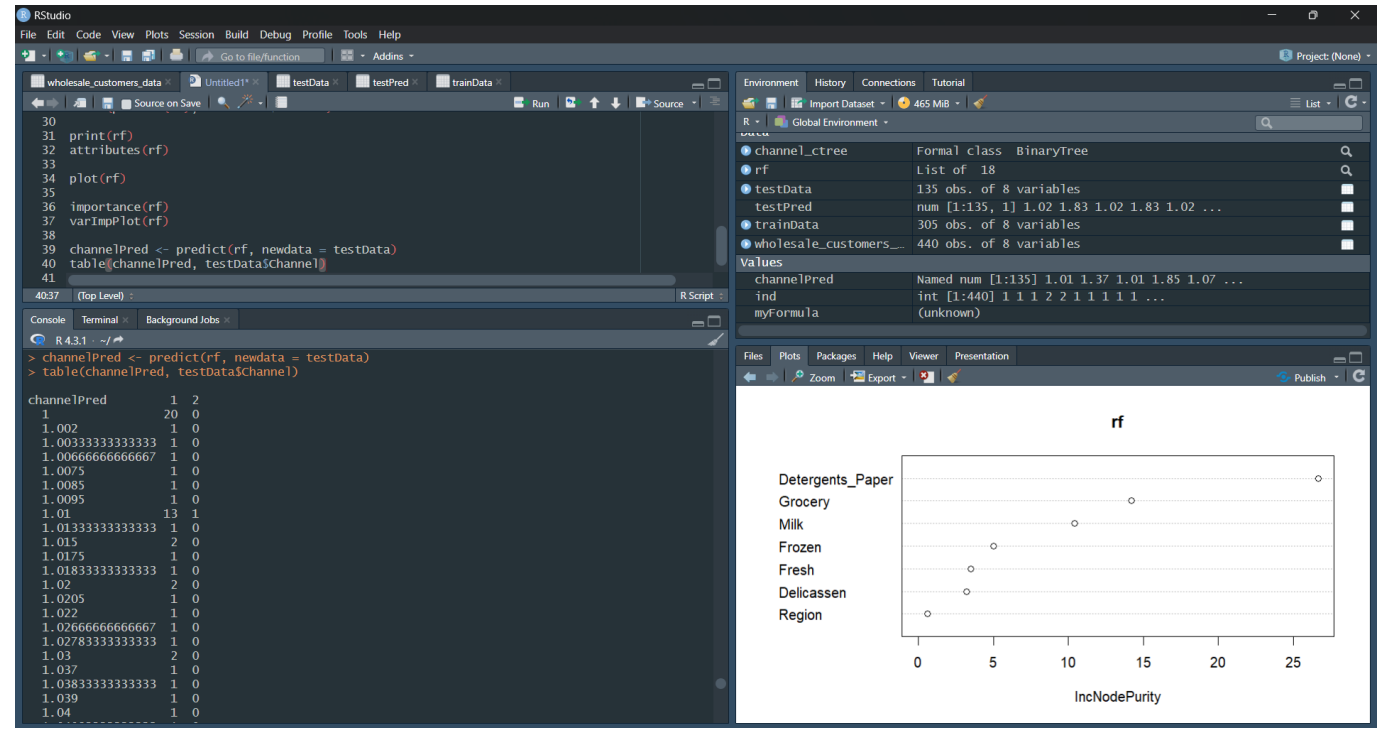 RStudio
File Edit Code View Plots Session Build Debug Profile Tools Help
Go to file/function Addins Project: (None)
wholesale_customers_data Untitled1* testData testPred trainData
Source on Save Run Source
30
31 print(rf)
32 attributes(rf)
33
34 plot(rf)
35
36 importance(rf)
37 varImpPlot(rf)
38
39 channelPred <- predict(rf, newdata = testData)
40 table(channelPred, testData$Channel)
41
40:37 (Top Level) R Script
Console Terminal Background Jobs
R 4.3.1 · ~/
> channelPred <- predict(rf, newdata = testData)
> table(channelPred, testData$Channel)
channelPred 1 2
1 20 0
1.002 1 0
1.00333333333333 1 0
1.00666666666667 1 0
1.0075 1 0
1.0085 1 0
1.0095 1 0
1.01 13 1
1.01333333333333 1 0
1.015 2 0
1.0175 1 0
1.01833333333333 1 0
1.02 2 0
1.0205 1 0
1.022 1 0
1.02666666666667 1 0
1.02783333333333 1 0
1.03 2 0
1.037 1 0
1.03833333333333 1 0
1.039 1 0
1.04 1 0
Environment History Connections Tutorial
Import Dataset 465 MiB List
R Global Environment
Data
channel_ctree Formal class BinaryTree
rf List of 18
testData 135 obs. of 8 variables
testPred num [1:135, 1] 1.02 1.83 1.02 1.83 1.02 ...
trainData 305 obs. of 8 variables
wholesale_customers_… 440 obs. of 8 variables
Values
channelPred Named num [1:135] 1.01 1.37 1.01 1.85 1.07 ...
ind int [1:440] 1 1 1 2 2 1 1 1 1 1 ...
myFormula (unknown)
Files Plots Packages Help Viewer Presentation
Zoom Export Publish
rf
Detergents_Paper
Grocery
Milk
Frozen
Fresh
Delicassen
Region
0 5 10 15 20 25
IncNodePurity